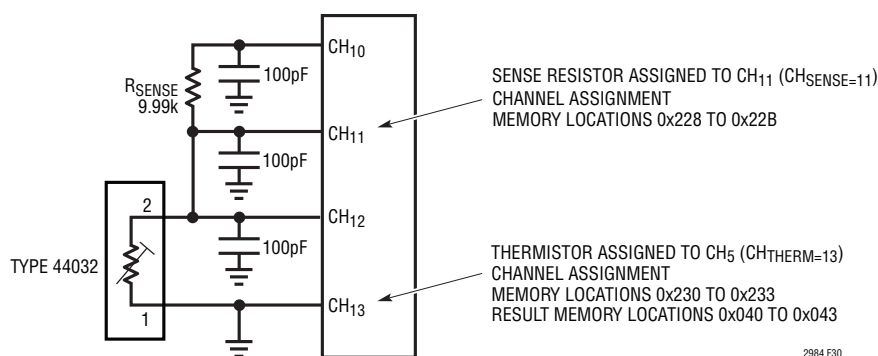 CH10
100pF
RSENSE
9.99k
CH11
100pF
2
CH12
100pF
TYPE 44032
1
CH13
SENSE RESISTOR ASSIGNED TO CH11 (CHSENSE=11)
CHANNEL ASSIGNMENT
MEMORY LOCATIONS 0x228 TO 0x22B
THERMISTOR ASSIGNED TO CH5 (CHTHERM=13)
CHANNEL ASSIGNMENT
MEMORY LOCATIONS 0x230 TO 0x233
RESULT MEMORY LOCATIONS 0x040 TO 0x043
2984 F30